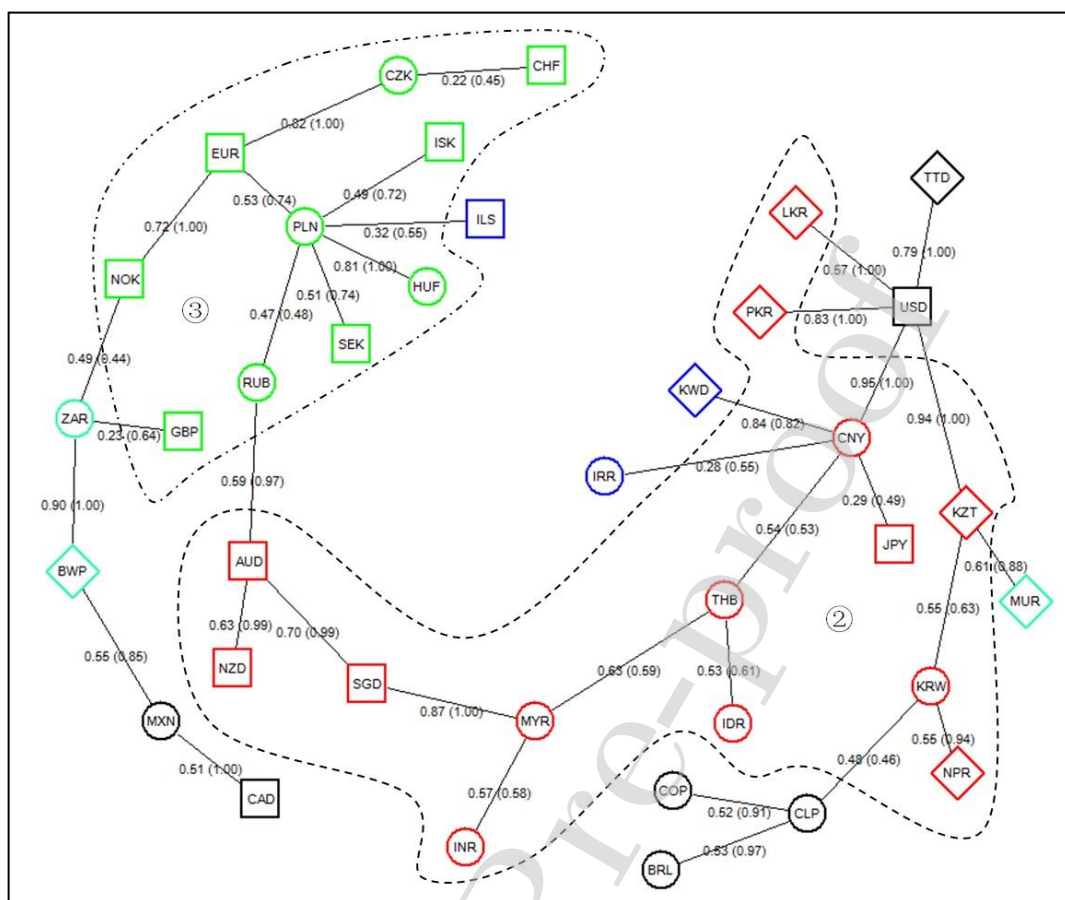 CZK
CHF
0.22 (0.45)
0.82 (1.00)
EUR
ISK
TTD
0.53 (0.74)
0.49 (0.72)
LKR
PLN
ILS
0.72 (1.00)
0.32 (0.55)
0.79 (1.00)
0.81 (1.00)
0.57 (1.00)
NOK
HUF
0.51 (0.74)
USD
③
0.47 (0.48)
PKR
0.83 (1.00)
SEK
0.49 (0.44)
RUB
0.95 (1.00)
KWD
ZAR
0.23 (0.64)
GBP
0.84 (0.82)
0.94 (1.00)
CNY
IRR
0.28 (0.55)
0.59 (0.97)
0.29 (0.49)
0.90 (1.00)
KZT
0.54 (0.53)
JPY
AUD
BWP
0.61 (0.88)
THB
MUR
0.55 (0.63)
②
0.63 (0.99)
0.70 (0.99)
0.55 (0.85)
NZD
0.63 (0.59)
0.53 (0.61)
SGD
KRW
0.87 (1.00)
MXN
MYR
IDR
0.55 (0.94)
0.48 (0.46)
0.51 (1.00)
NPR
COP
CAD
0.57 (0.58)
0.52 (0.91)
CLP
INR
0.53 (0.97)
BRL
Pre-proof